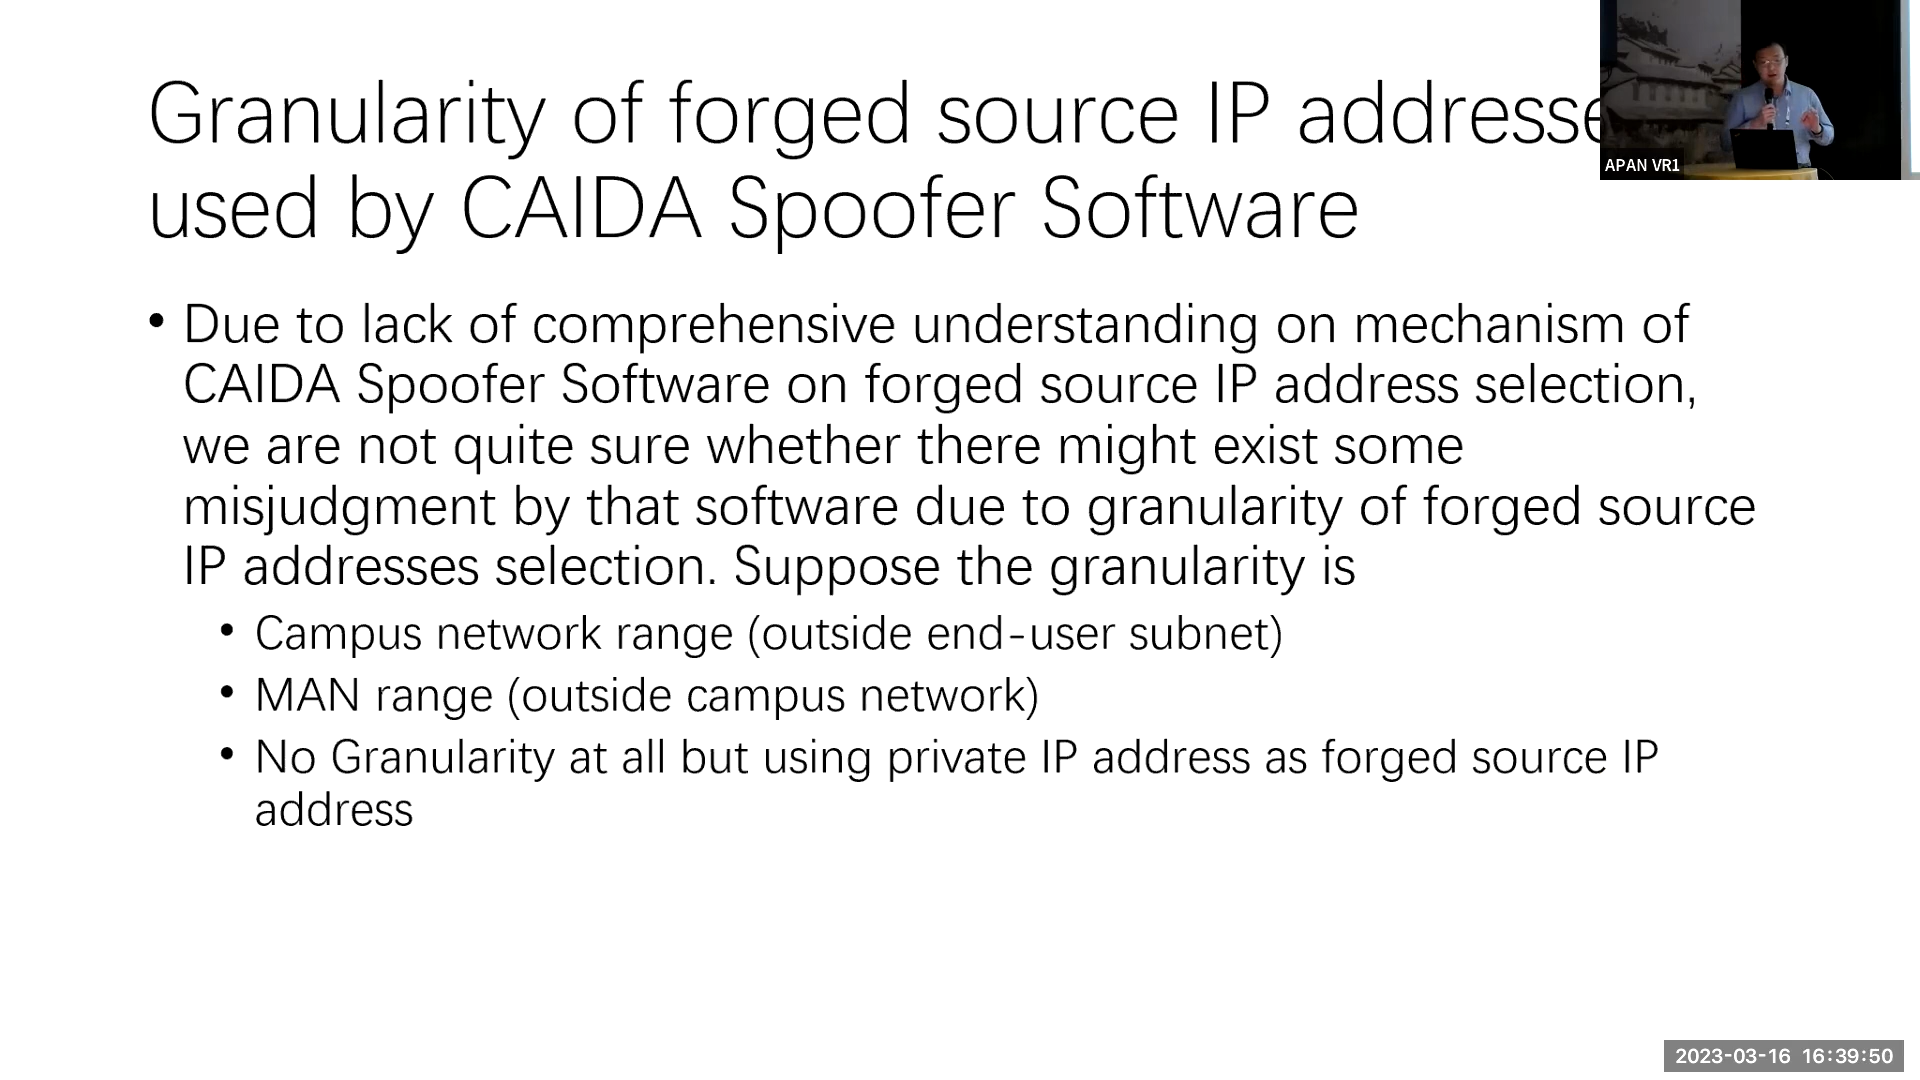 Granularity of forged source IP addresse
used by CAIDA Spoofer Software
APAN VR1
• Due to lack of comprehensive understanding on mechanism of
CAIDA Spoofer Software on forged source IP address selection,
we are not quite sure whether there might exist some
misjudgment by that software due to granularity of forged source
IP addresses selection. Suppose the granularity is
• Campus network range (outside end-user subnet)
• MAN range (outside campus network)
• No Granularity at all but using private IP address as forged source IP
address
2023-03-16 16:39:50